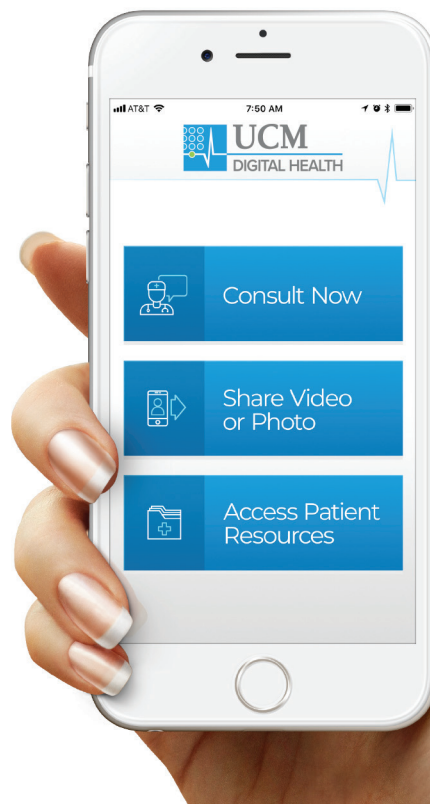 AT&T
7:50 AM
UCM
DIGITAL HEALTH
Consult Now
Share Video
or Photo
Access Patient
Resources